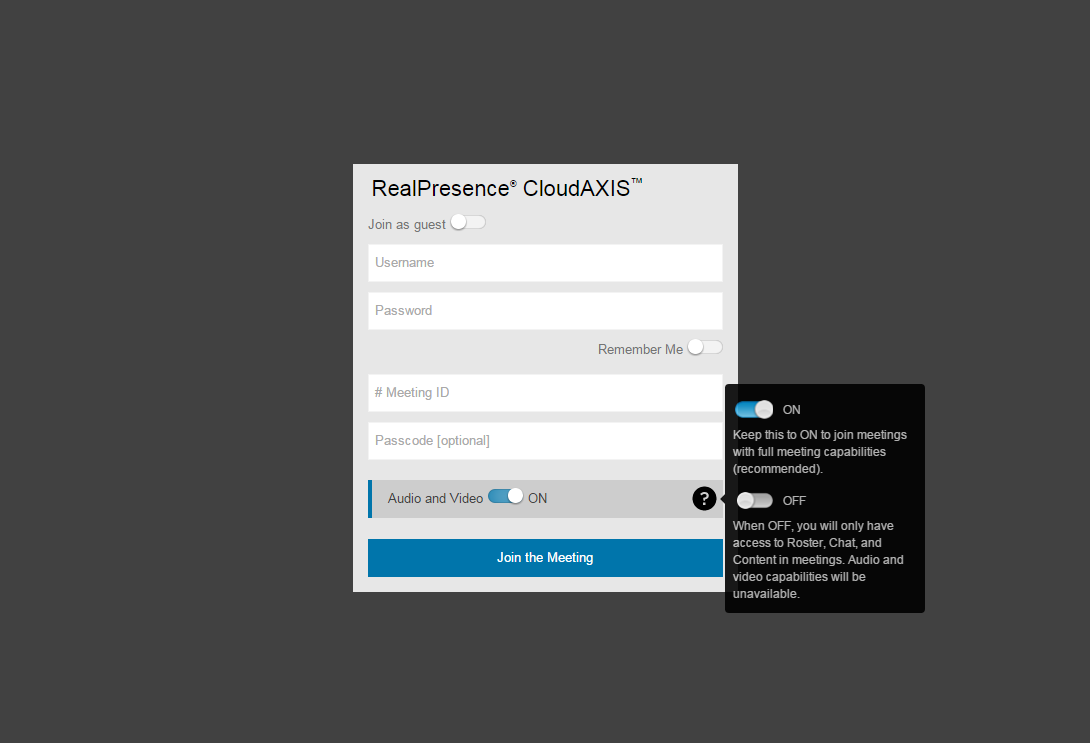 RealPresence® CloudAXIS™
Join as guest
Username
Password
Remember Me
# Meeting ID
Passcode [optional]
Audio and Video ON ?
Join the Meeting
ON
Keep this to ON to join meetings
with full meeting capabilities
(recommended).
OFF
When OFF, you will only have
access to Roster, Chat, and
Content in meetings. Audio and
video capabilities will be
unavailable.